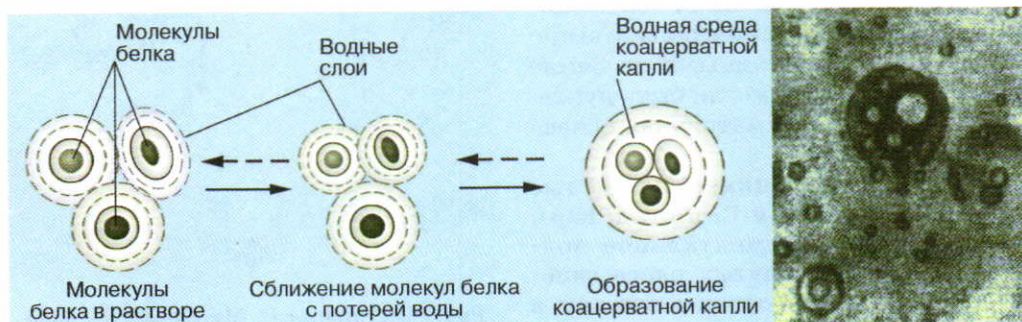 Молекулы
белка
Водные
слои
Водная среда
коацерватной
капли
Молекулы
белка в растворе
Сближение молекул белка
с потерей воды
Образование
коацерватной капли